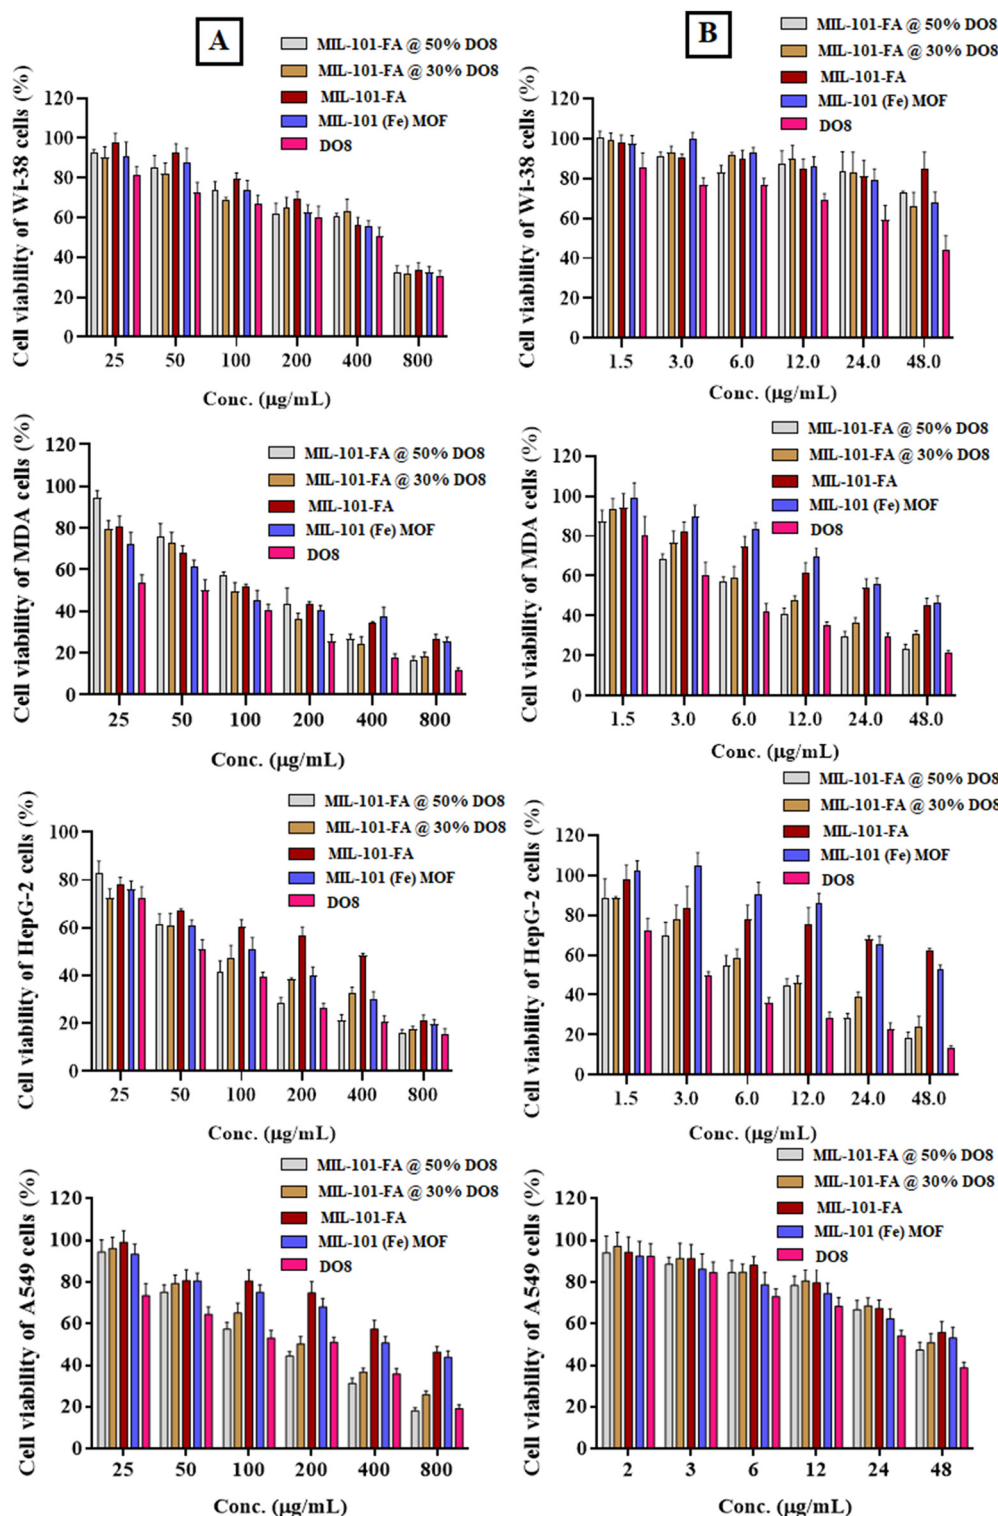 A
MIL-101-FA @ 50% DO8
MIL-101-FA @ 30% DO8
MIL-101-FA
MIL-101 (Fe) MOF
DO8
Cell viability of Wi-38 cells (%)
120
100
80
60
40
20
0
25 50 100 200 400 800
Conc. (µg/mL)
B
MIL-101-FA @ 50% DO8
MIL-101-FA @ 30% DO8
MIL-101-FA
MIL-101 (Fe) MOF
DO8
Cell viability of Wi-38 cells (%)
120
100
80
60
40
20
0
1.5 3.0 6.0 12.0 24.0 48.0
Conc. (µg/mL)
MIL-101-FA @ 50% DO8
MIL-101-FA @ 30% DO8
MIL-101-FA
MIL-101 (Fe) MOF
DO8
Cell viability of MDA cells (%)
120
100
80
60
40
20
0
25 50 100 200 400 800
Conc. (µg/mL)
MIL-101-FA @ 50% DO8
MIL-101-FA @ 30% DO8
MIL-101-FA
MIL-101 (Fe) MOF
DO8
Cell viability of MDA cells (%)
120
100
80
60
40
20
0
1.5 3.0 6.0 12.0 24.0 48.0
Conc. (µg/mL)
MIL-101-FA @ 50% DO8
MIL-101-FA @ 30% DO8
MIL-101-FA
MIL-101 (Fe) MOF
DO8
Cell viability of HepG-2 cells (%)
100
80
60
40
20
0
25 50 100 200 400 800
Conc. (µg/mL)
MIL-101-FA @ 50% DO8
MIL-101-FA @ 30% DO8
MIL-101-FA
MIL-101 (Fe) MOF
DO8
Cell viability of HepG-2 cells (%)
120
100
80
60
40
20
0
1.5 3.0 6.0 12.0 24.0 48.0
Conc. (µg/mL)
MIL-101-FA @ 50% DO8
MIL-101-FA @ 30% DO8
MIL-101-FA
MIL-101 (Fe) MOF
DO8
Cell viability of A549 cells (%)
120
100
80
60
40
20
0
25 50 100 200 400 800
Conc. (µg/mL)
MIL-101-FA @ 50% DO8
MIL-101-FA @ 30% DO8
MIL-101-FA
MIL-101 (Fe) MOF
DO8
Cell viability of A549 cells (%)
120
100
80
60
40
20
0
2 3 6 12 24 48
Conc. (µg/mL)